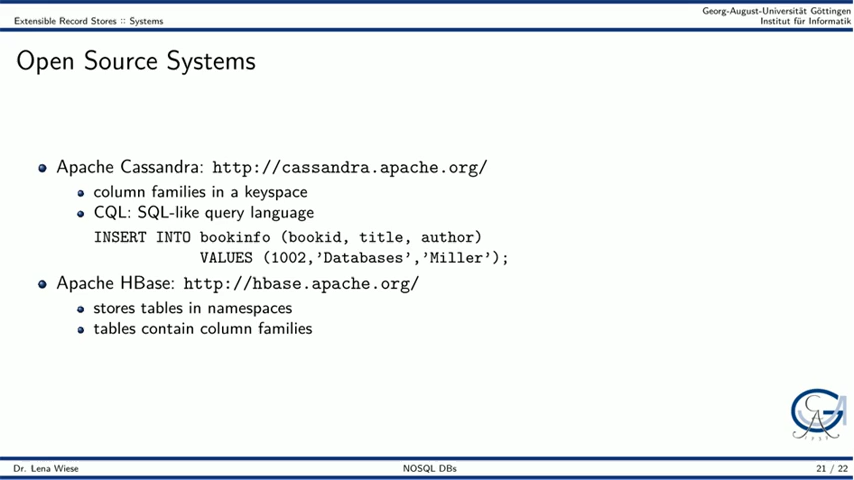 Georg-August-Universität Göttingen
Extensible Record Stores :: Systems
Institut für Informatik
Open Source Systems
Apache Cassandra: http://cassandra.apache.org/
column families in a keyspace
CQL: SQL-like query language
INSERT INTO bookinfo (bookid, title, author)
VALUES (1002,'Databases','Miller');
Apache HBase: http://hbase.apache.org/
stores tables in namespaces
tables contain column families
Dr. Lena Wiese
NOSQL DBs
21 / 22